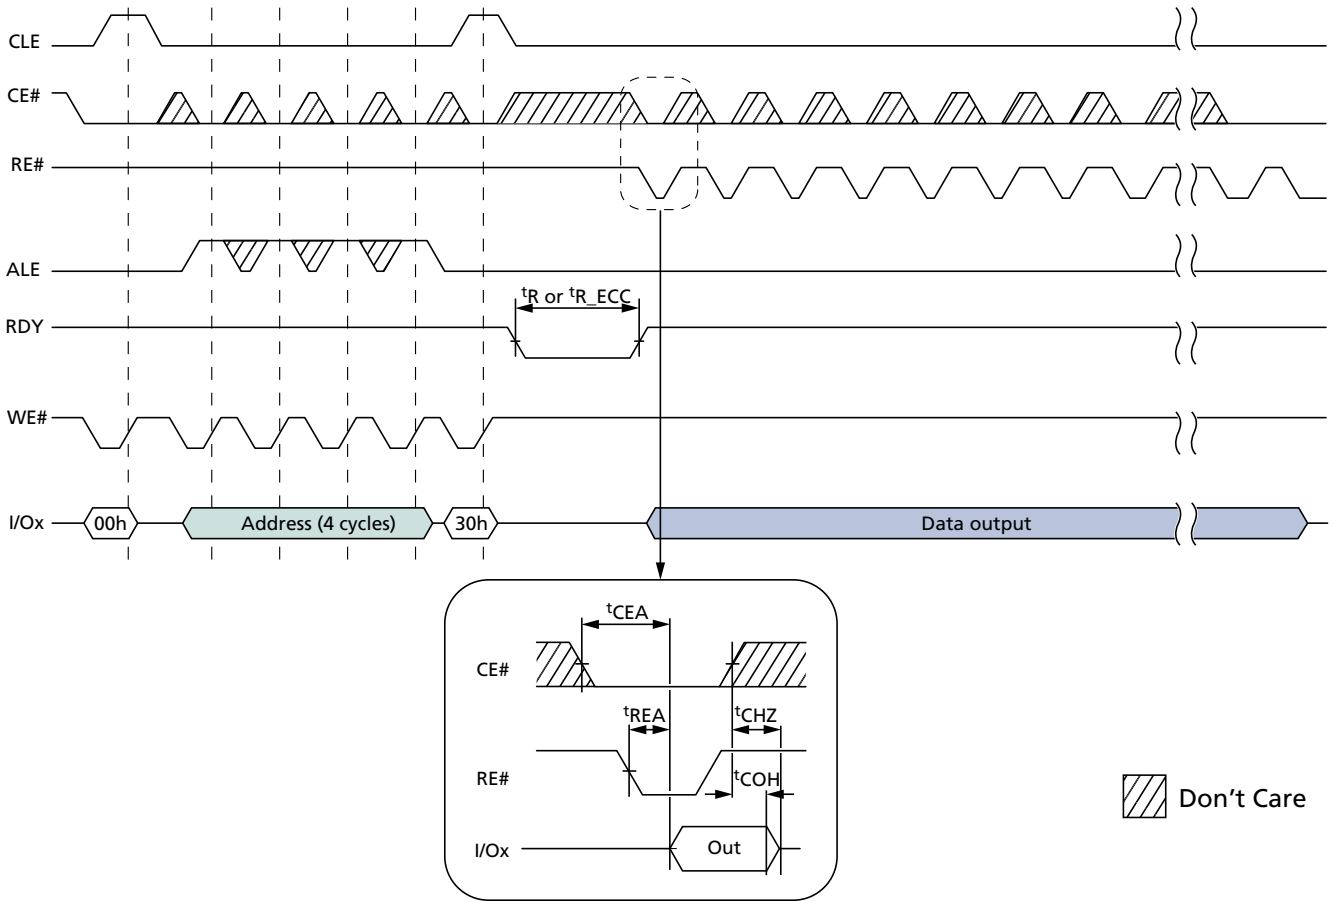 CLE
CE#
RE#
ALE
tR or tR_ECC
RDY
WE#
I/Ox
00h
Address (4 cycles)
30h
Data output
tCEA
CE#
tREA
tCHZ
RE#
tCOH
Don't Care
I/Ox
Out